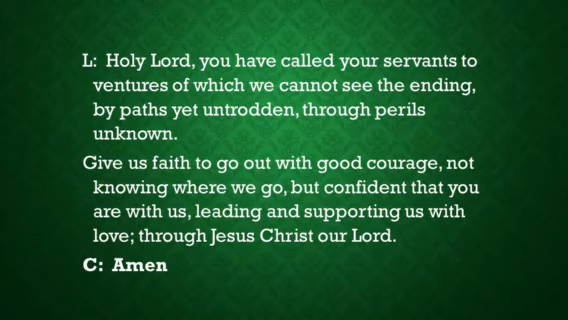 L: Holy Lord, you have called your servants to
ventures of which we cannot see the ending,
by paths yet untrodden, through perils
unknown.
Give us faith to go out with good courage, not
knowing where we go, but confident that you
are with us, leading and supporting us with
love; through Jesus Christ our Lord.
C: Amen